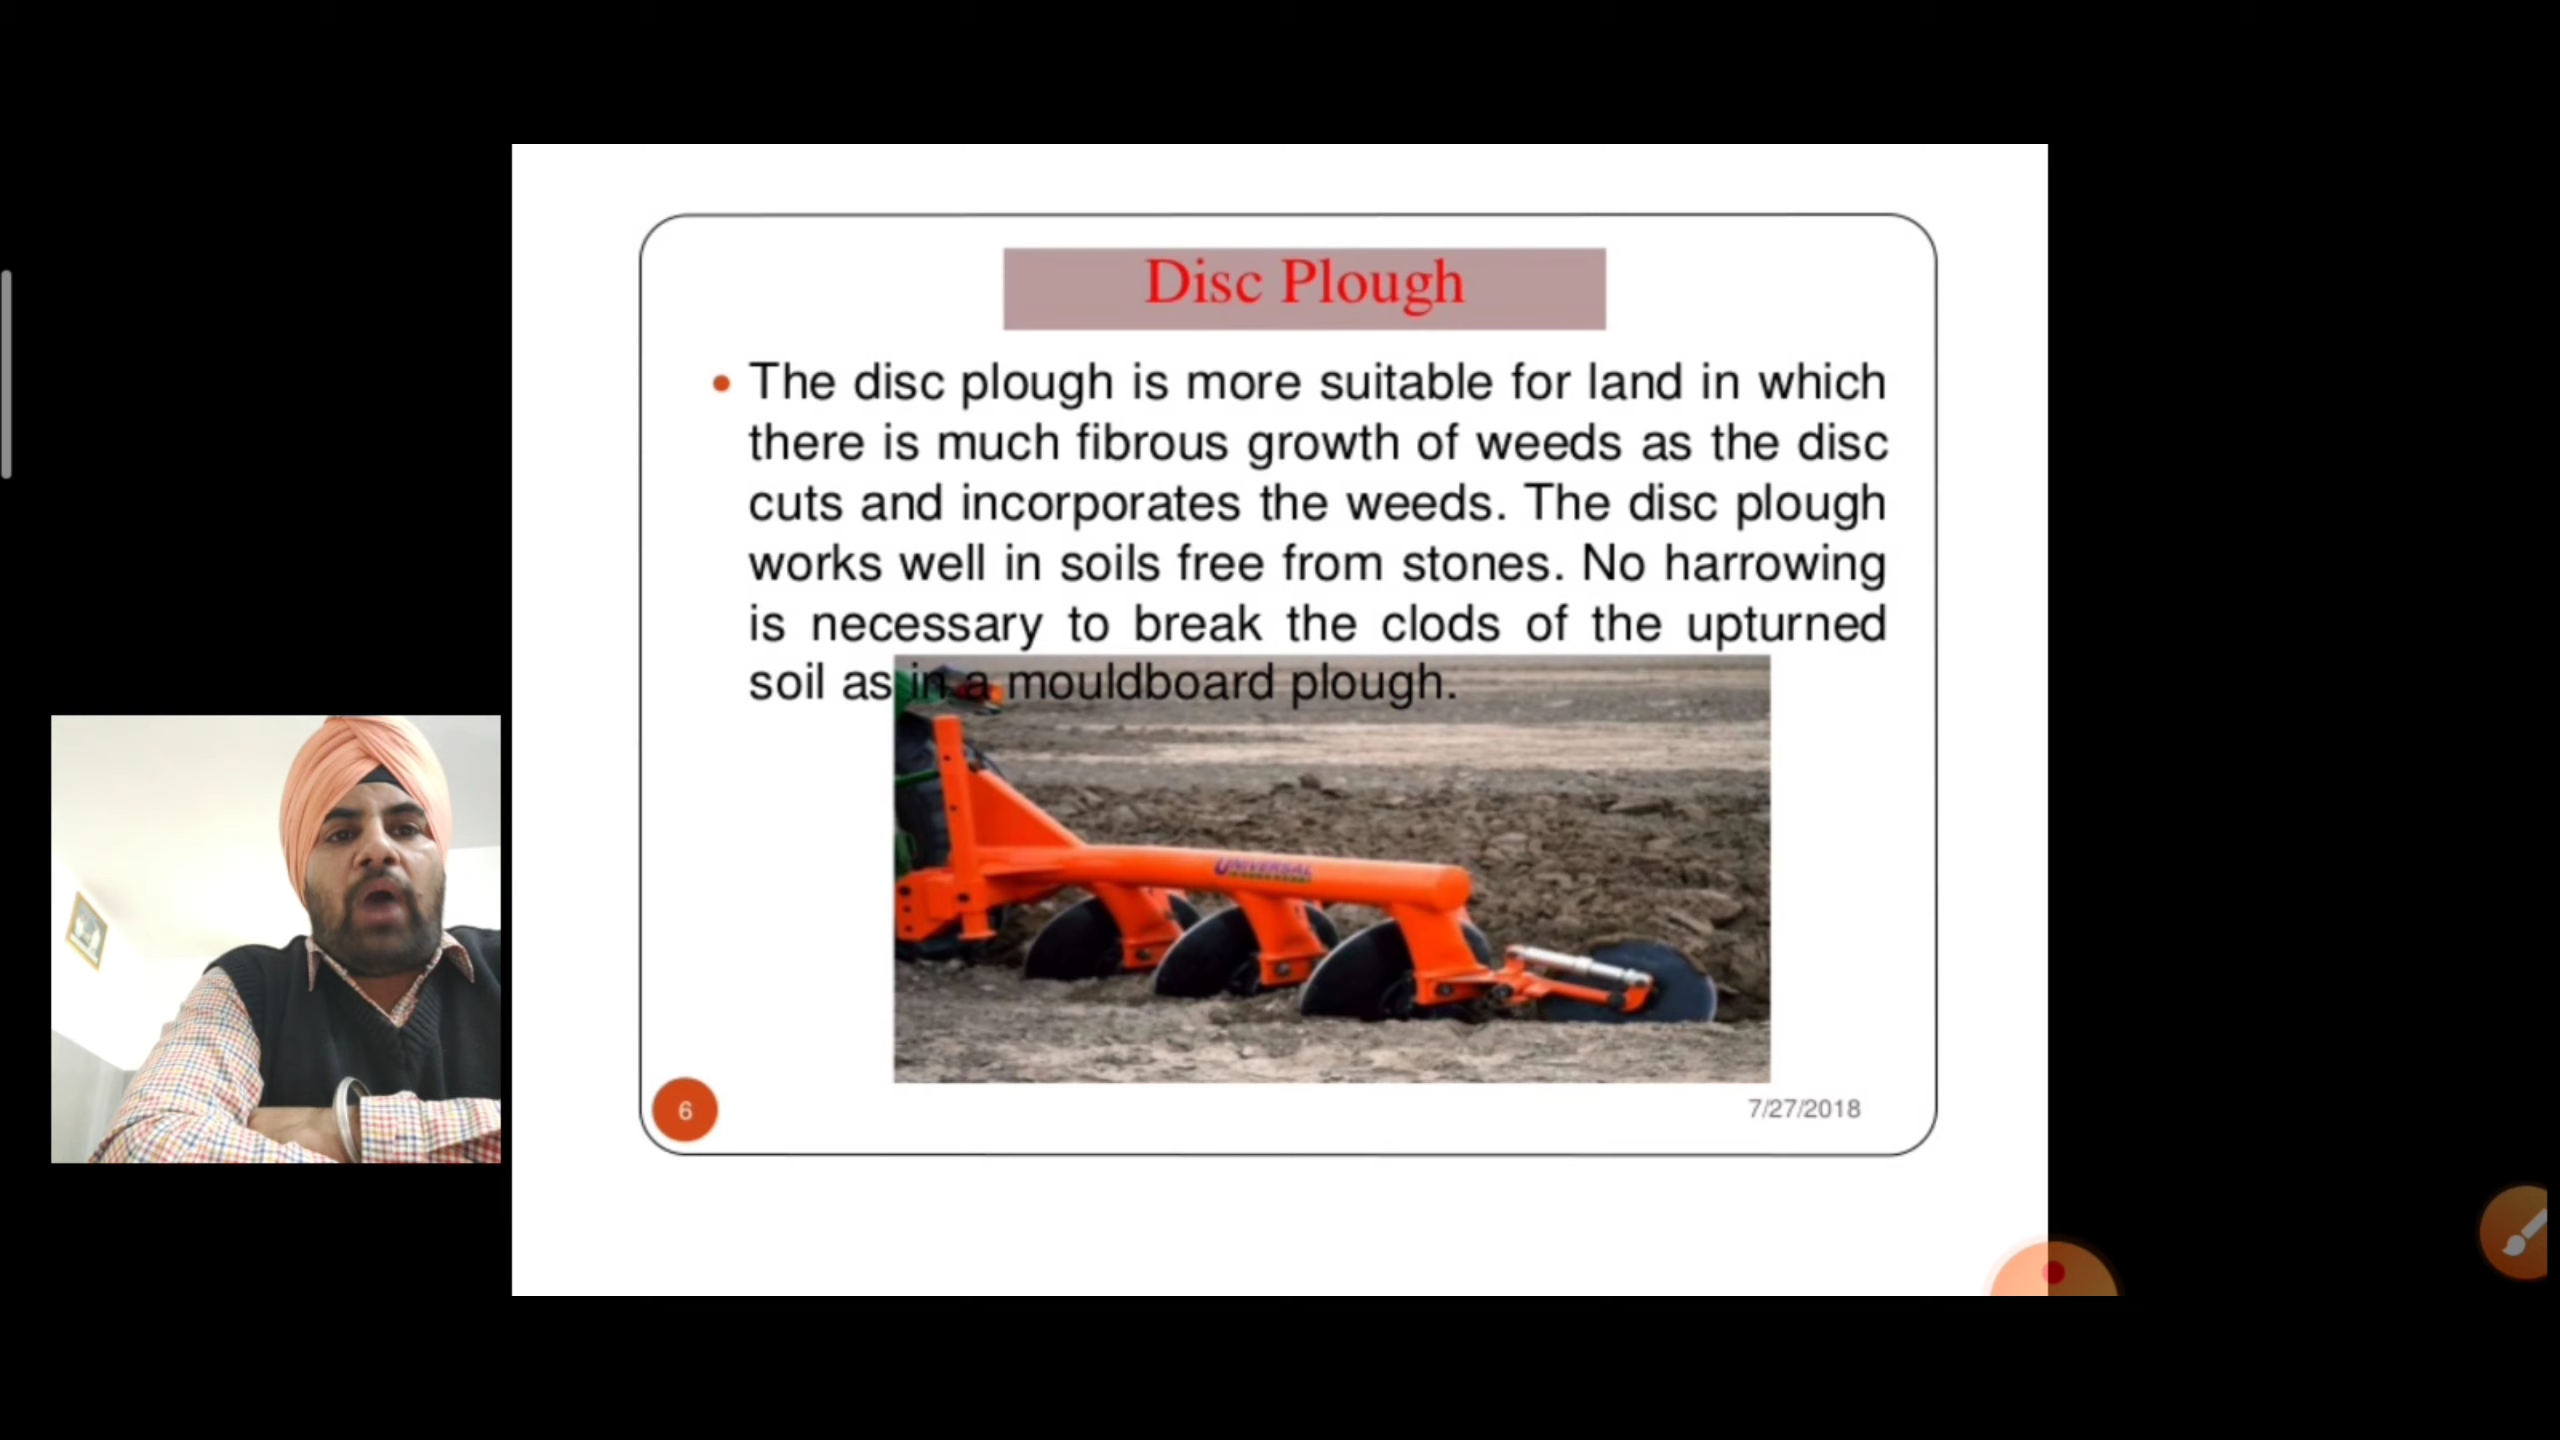 Disc Plough
• The disc plough is more suitable for land in which
there is much fibrous growth of weeds as the disc
cuts and incorporates the weeds. The disc plough
works well in soils free from stones. No harrowing
is necessary to break the clods of the upturned
soil as in a mouldboard plough.
UNIVERSAL
6
7/27/2018